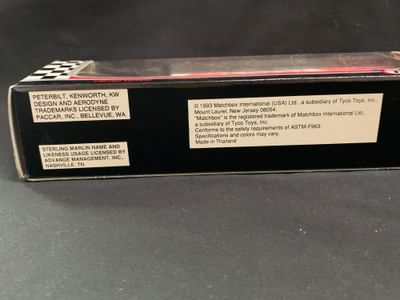 PETERBILT, KENWORTH, KW
DESIGN AND AERODYNE
TRADEMARKS LICENSED BY
PACCAR, INC., BELLEVUE, WA.
STERLING MARLIN NAME AND
LIKENESS USAGE LICENSED BY
ADVANCE MANAGEMENT, INC.,
NASHVILLE, TN.
© 1993 Matchbox International (USA) Ltd., a subsidiary of Tyco Toys, Inc.,
Mount Laurel, New Jersey 08054.
"Matchbox" is the registered trademark of Matchbox International Ltd.,
a subsidiary of Tyco Toys, Inc.
Conforms to the safety requirements of ASTM-F963.
Specifications and colors may vary.
Made in Thailand